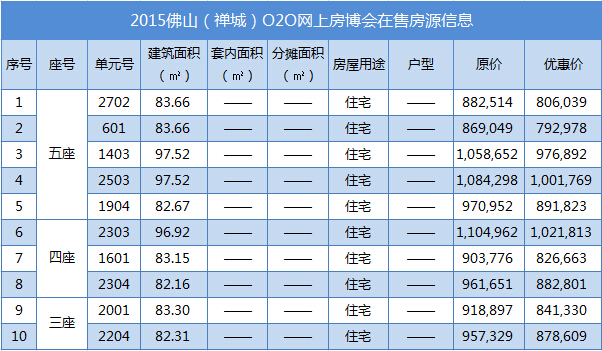 2015佛山（禅城）O2O网上房博会在售房源信息
序号 座号 单元号 建筑面积（㎡） 套内面积（㎡） 分摊面积（㎡） 房屋用途 户型 原价 优惠价
1 五座 2702 83.66 —— —— 住宅 —— 882,514 806,039
2 601 83.66 —— —— 住宅 —— 869,049 792,978
3 1403 97.52 —— —— 住宅 —— 1,058,652 976,892
4 2503 97.52 —— —— 住宅 —— 1,084,298 1,001,769
5 1904 82.67 —— —— 住宅 —— 970,952 891,823
6 四座 2303 96.92 —— —— 住宅 —— 1,104,962 1,021,813
7 1601 83.15 —— —— 住宅 —— 903,776 826,663
8 2304 82.16 —— —— 住宅 —— 961,651 882,801
9 三座 2001 83.30 —— —— 住宅 —— 918,897 841,330
10 2204 82.31 —— —— 住宅 —— 957,329 878,609